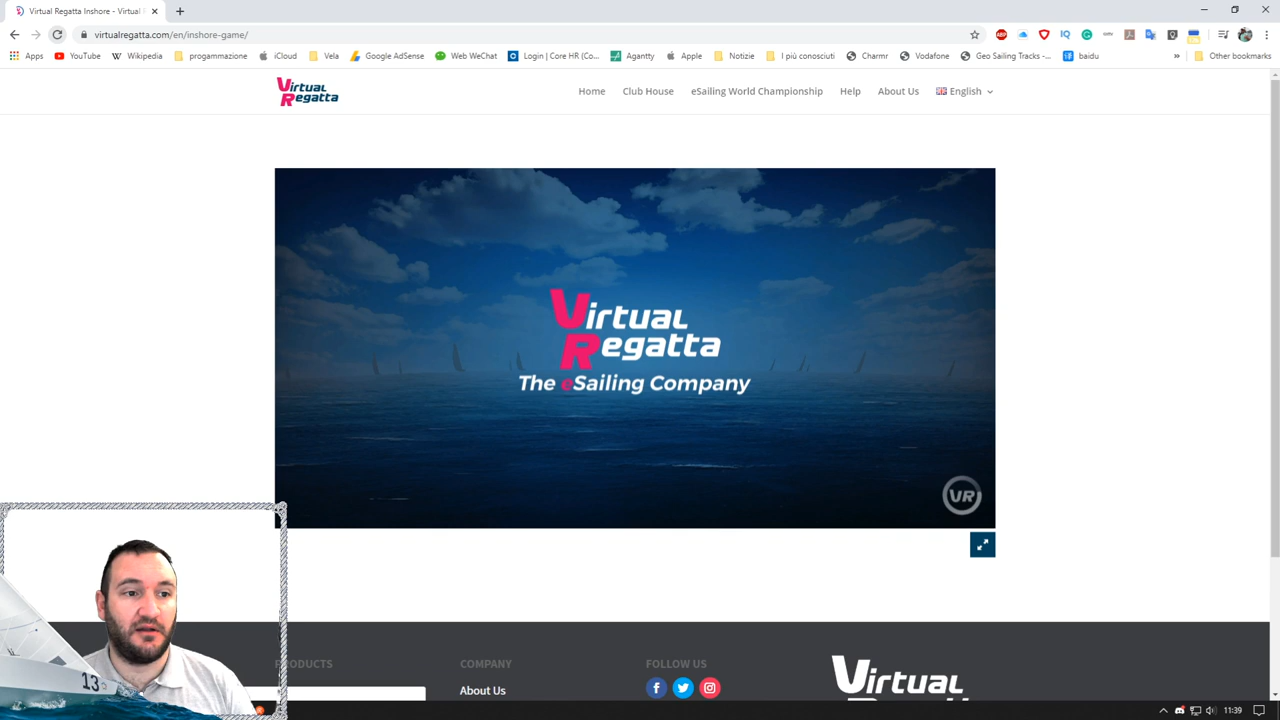 Virtual Regatta Inshore - Virtual R
virtualregatta.com/en/inshore-game/
Apps YouTube Wikipedia progammazione iCloud Vela Google AdSense Web WeChat Login | Core HR (Co... Agantty Apple Notizie I più conosciuti Charmr Vodafone Geo Sailing Tracks -... baidu » Other bookmarks
Virtual
Regatta
Home Club House eSailing World Championship Help About Us English
Virtual
Regatta
The eSailing Company
VR
PRODUCTS COMPANY FOLLOW US
About Us
Virtual
13
11:39